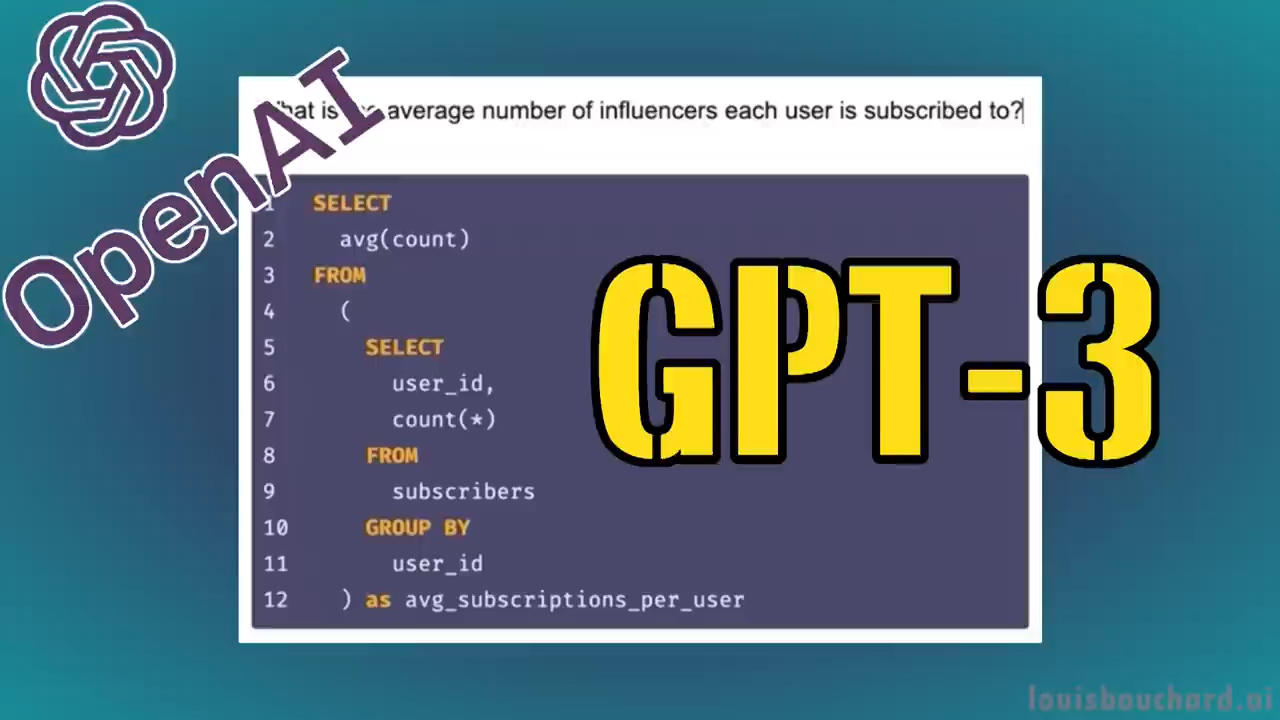 OpenAI
What is the average number of influencers each user is subscribed to?
1 SELECT
2 avg(count)
3 FROM
4 (
5 SELECT
6 user_id,
7 count(*)
8 FROM
9 subscribers
10 GROUP BY
11 user_id
12 ) as avg_subscriptions_per_user
GPT-3
louisbouchard.ai